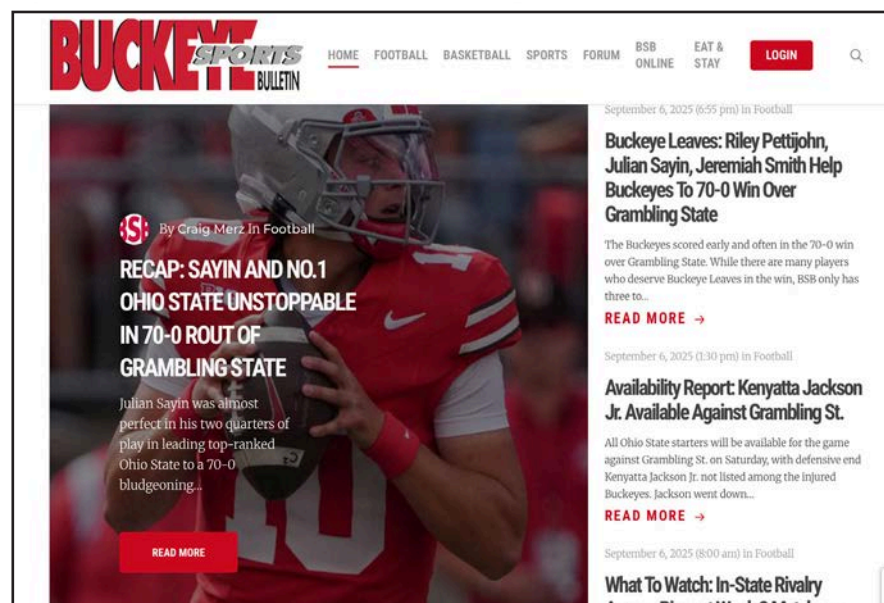 BUCKEYE
SPORTS
BULLETIN
HOME FOOTBALL BASKETBALL SPORTS FORUM BSB ONLINE EAT & STAY LOGIN
BSB By Craig Merz In Football
RECAP: SAYIN AND NO.1
OHIO STATE UNSTOPPABLE
IN 70-0 ROUT OF
GRAMBLING STATE
Julian Sayin was almost
perfect in his two quarters of
play in leading top-ranked
Ohio State to a 70-0
bludgeoning...
READ MORE
10
September 6, 2025 (6:55 pm) in Football
Buckeye Leaves: Riley Pettijohn,
Julian Sayin, Jeremiah Smith Help
Buckeyes To 70-0 Win Over
Grambling State
The Buckeyes scored early and often in the 70-0 win
over Grambling State. While there are many players
who deserve Buckeye Leaves in the win, BSB only has
three to...
READ MORE →
September 6, 2025 (1:30 pm) in Football
Availability Report: Kenyatta Jackson
Jr. Available Against Grambling St.
All Ohio State starters will be available for the game
against Grambling St. on Saturday, with defensive end
Kenyatta Jackson Jr. not listed among the injured
Buckeyes. Jackson went down...
READ MORE →
September 6, 2025 (8:00 am) in Football
What To Watch: In-State Rivalry